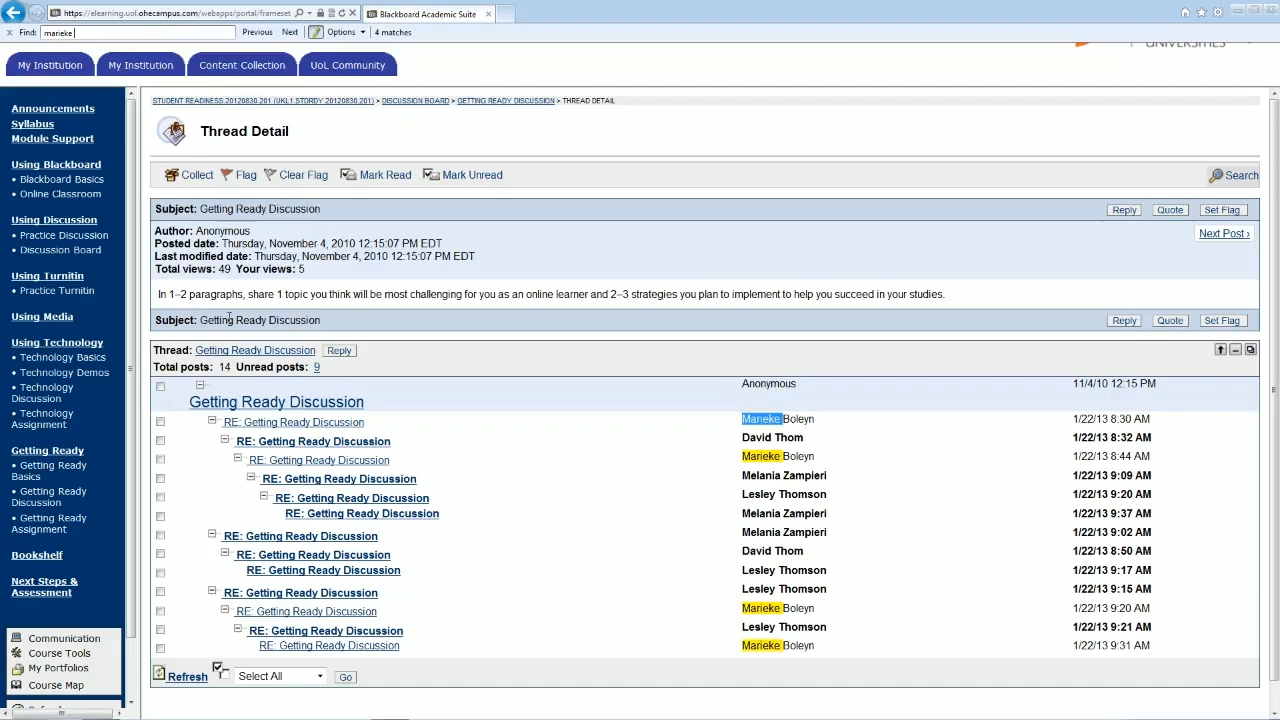 https://elearning.uol.ohecampus.com/webapps/portal/frameset
Blackboard Academic Suite
Find: marieke Previous Next Options 4 matches
UNIVERSITIES
My Institution My Institution Content Collection UoL Community
Announcements
Syllabus
Module Support
Using Blackboard
Blackboard Basics
Online Classroom
Using Discussion
Practice Discussion
Discussion Board
Using Turnitin
Practice Turnitin
Using Media
Using Technology
Technology Basics
Technology Demos
Technology
Discussion
Technology
Assignment
Getting Ready
Getting Ready
Basics
Getting Ready
Discussion
Getting Ready
Assignment
Bookshelf
Next Steps &
Assessment
Communication
Course Tools
My Portfolios
Course Map
STUDENT READINESS.20120830.201 (UKL1.STDRDY.20120830.201) > DISCUSSION BOARD > GETTING READY DISCUSSION > THREAD DETAIL
Thread Detail
Collect Flag Clear Flag Mark Read Mark Unread Search
Subject: Getting Ready Discussion Reply Quote Set Flag
Author: Anonymous Next Post ›
Posted date: Thursday, November 4, 2010 12:15:07 PM EDT
Last modified date: Thursday, November 4, 2010 12:15:07 PM EDT
Total views: 49 Your views: 5
In 1–2 paragraphs, share 1 topic you think will be most challenging for you as an online learner and 2–3 strategies you plan to implement to help you succeed in your studies.
Subject: Getting Ready Discussion Reply Quote Set Flag
Thread: Getting Ready Discussion Reply
Total posts: 14 Unread posts: 9
Anonymous 11/4/10 12:15 PM
Getting Ready Discussion
RE: Getting Ready Discussion Marieke Boleyn 1/22/13 8:30 AM
RE: Getting Ready Discussion David Thom 1/22/13 8:32 AM
RE: Getting Ready Discussion Marieke Boleyn 1/22/13 8:44 AM
RE: Getting Ready Discussion Melania Zampieri 1/22/13 9:09 AM
RE: Getting Ready Discussion Lesley Thomson 1/22/13 9:20 AM
RE: Getting Ready Discussion Melania Zampieri 1/22/13 9:37 AM
RE: Getting Ready Discussion Melania Zampieri 1/22/13 9:02 AM
RE: Getting Ready Discussion David Thom 1/22/13 8:50 AM
RE: Getting Ready Discussion Lesley Thomson 1/22/13 9:17 AM
RE: Getting Ready Discussion Lesley Thomson 1/22/13 9:15 AM
RE: Getting Ready Discussion Marieke Boleyn 1/22/13 9:20 AM
RE: Getting Ready Discussion Lesley Thomson 1/22/13 9:21 AM
RE: Getting Ready Discussion Marieke Boleyn 1/22/13 9:31 AM
Refresh Select All Go